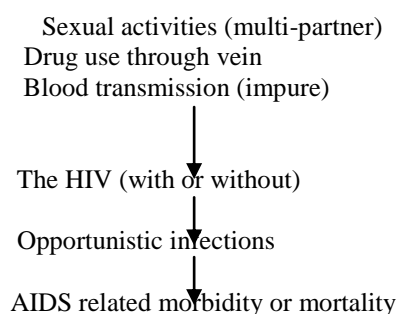 Sexual activities (multi-partner)
Drug use through vein
Blood transmission (impure)
The HIV (with or without)
Opportunistic infections
AIDS related morbidity or mortality